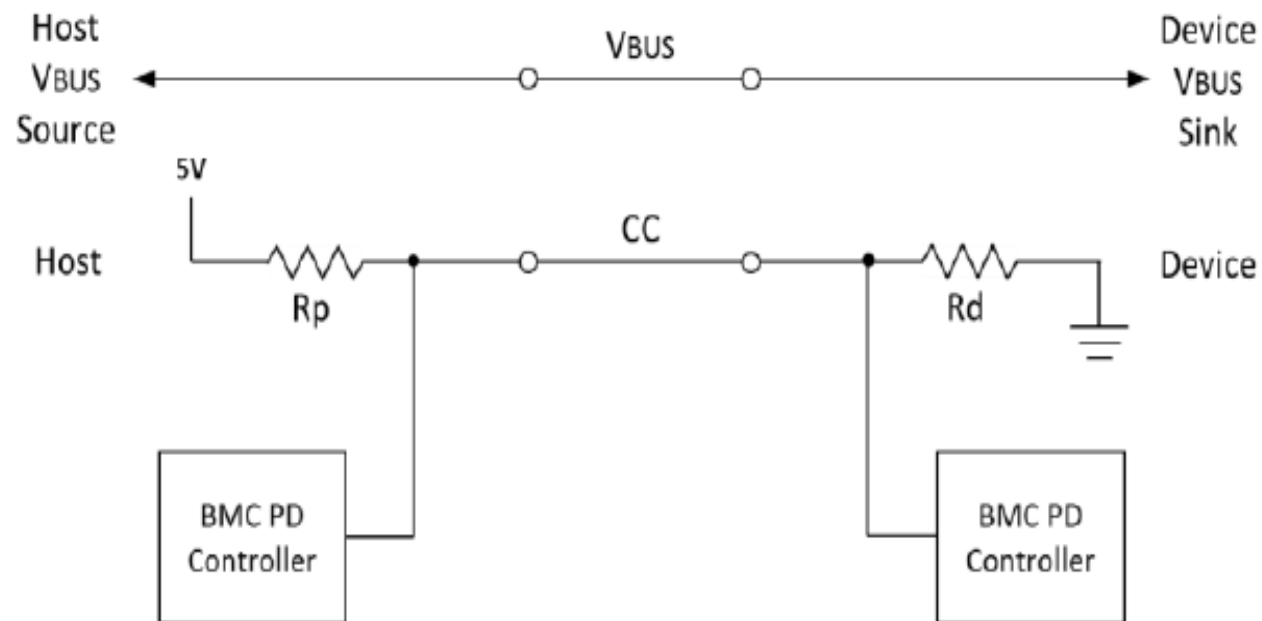 Host
VBUS
Source
VBUS
Device
VBUS
Sink
5V
Host
Rp
CC
Rd
Device
BMC PD
Controller
BMC PD
Controller